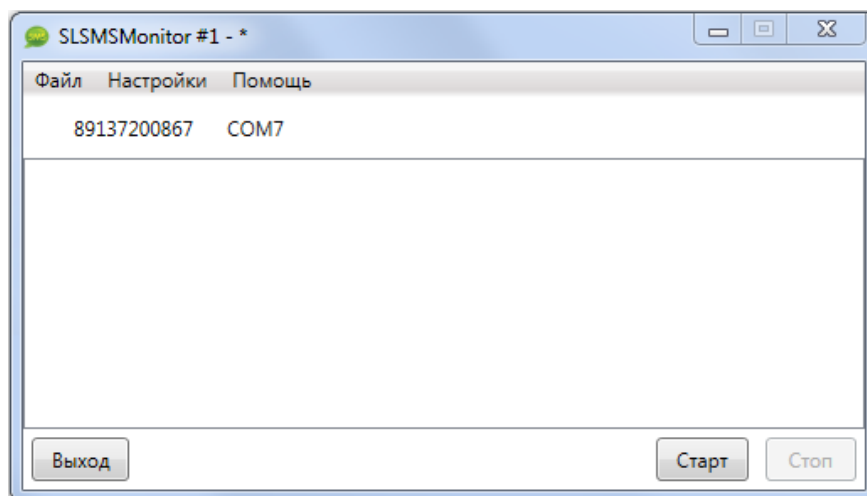 SLSMSMonitor #1 - *
Файл Настройки Помощь
89137200867 COM7
Выход Старт Стоп